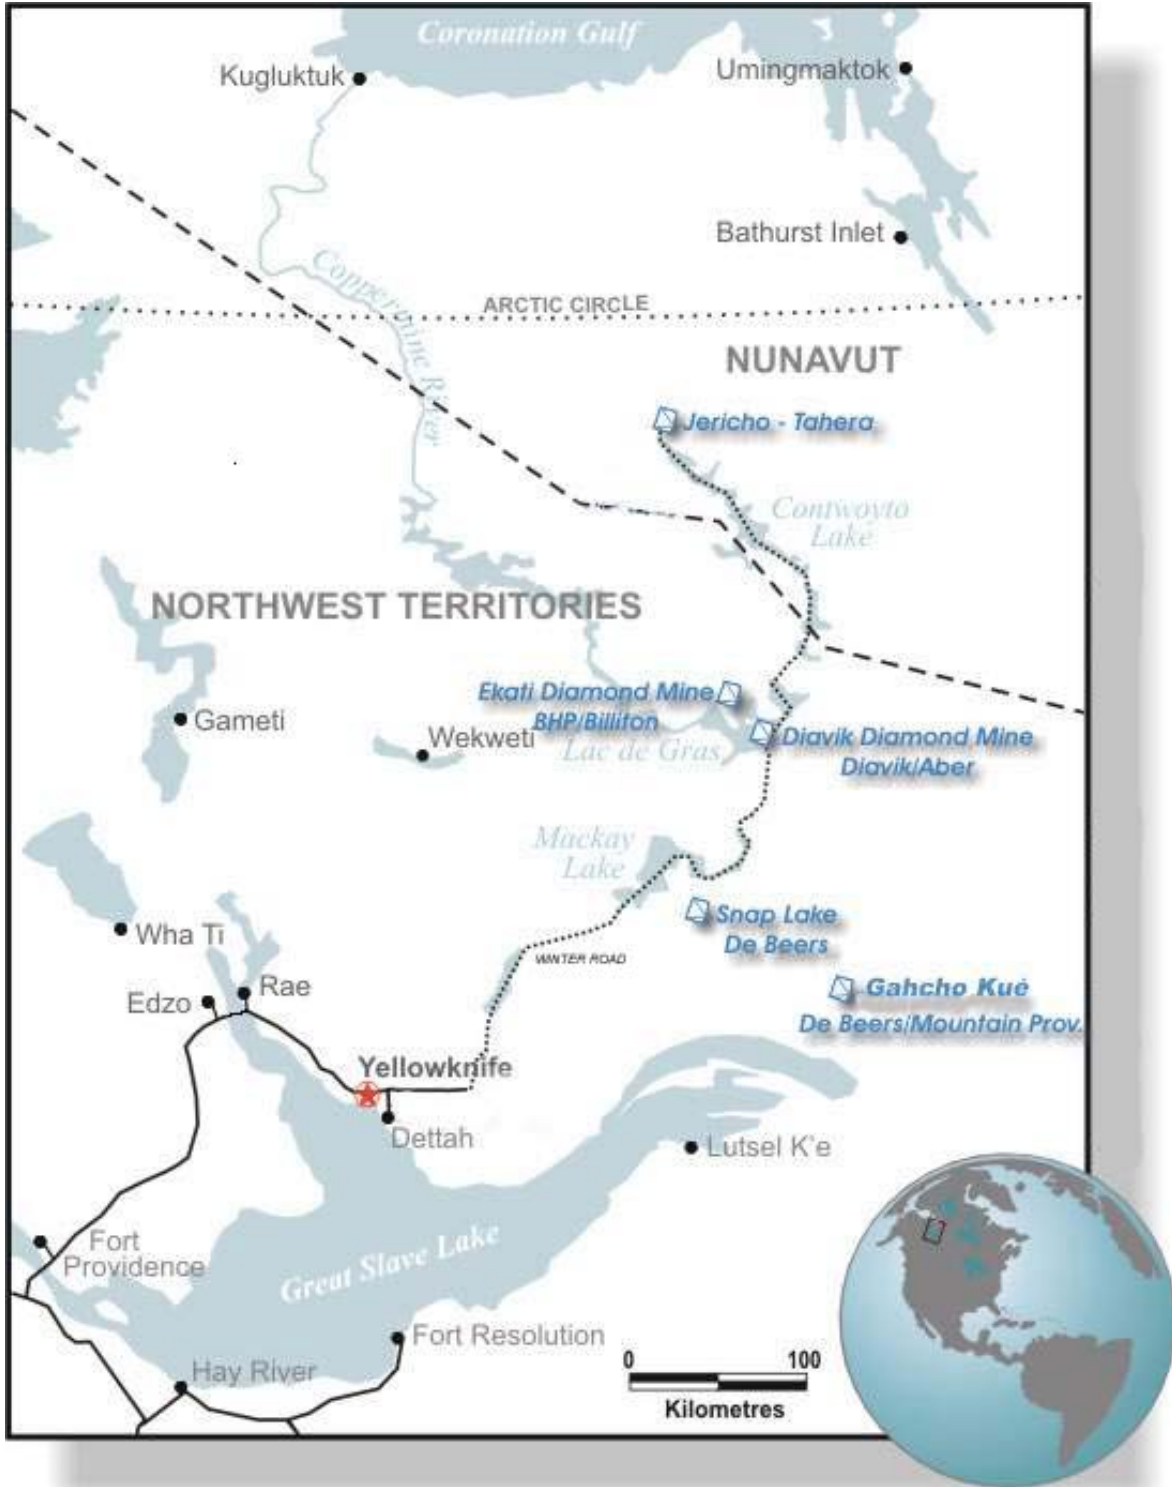 Coronation Gulf
Kugluktuk
Umingmaktok
Bathurst Inlet
Coppermine River
ARCTIC CIRCLE
NUNAVUT
Jericho - Tahera
Contwoyto
Lake
NORTHWEST TERRITORIES
Ekati Diamond Mine
BHP/Billiton
Gameti
Wekweti
Lac de Gras
Diavik Diamond Mine
Diavik/Aber
Mackay
Lake
Snap Lake
De Beers
Wha Ti
WINTER ROAD
Edzo
Rae
Gahcho Kué
De Beers/Mountain Prov.
Yellowknife
Dettah
Lutsel K'e
Fort
Providence
Great Slave Lake
Fort Resolution
Hay River
0 100
Kilometres